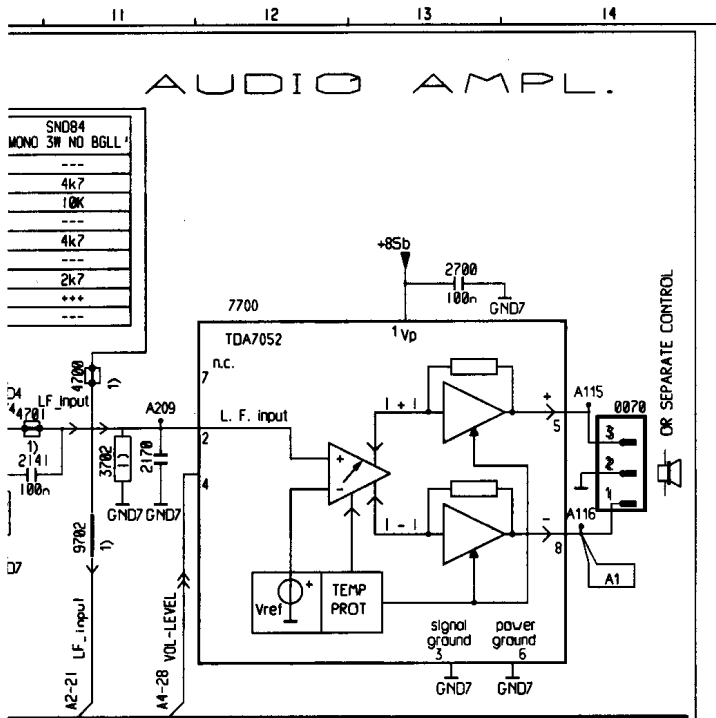 11 12 13 14
AUDIO AMPL.
SND84
MONO 3W NO BGLL'
---
4k7
10K
---
4k7
---
2k7
+++
---
+85b
2700
100n
GND7
7700
TDA7052
1 Vp
n.c.
7
4700
1)
LF_input
4701
1)
A209
L. F. input
2
2141
100n
3702
1)
2170
GND7 GND7
4
+
-
| + |
| - |
+
5
A115
0070
3
2
1
OR SEPARATE CONTROL
-
8
A116
A1
9702
1)
Vref
+
TEMP
PROT
signal
ground
3
power
ground
6
GND7 GND7
A2-21 LF_input
A4-28 VOL-LEVEL